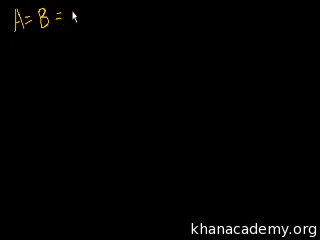 A = B =
khanacademy.org